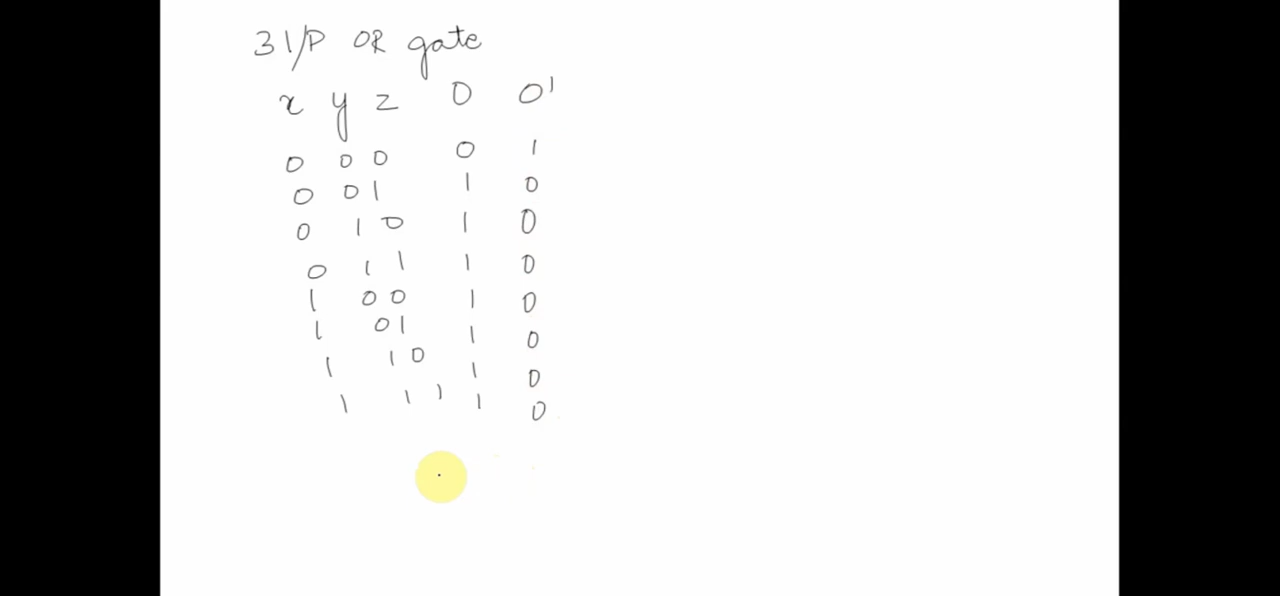 3 I/P OR gate
x y z O O'
0 0 0 0 1
0 0 1 1 0
0 1 0 1 0
0 1 1 1 0
1 0 0 1 0
1 0 1 1 0
1 1 0 1 0
1 1 1 1 0